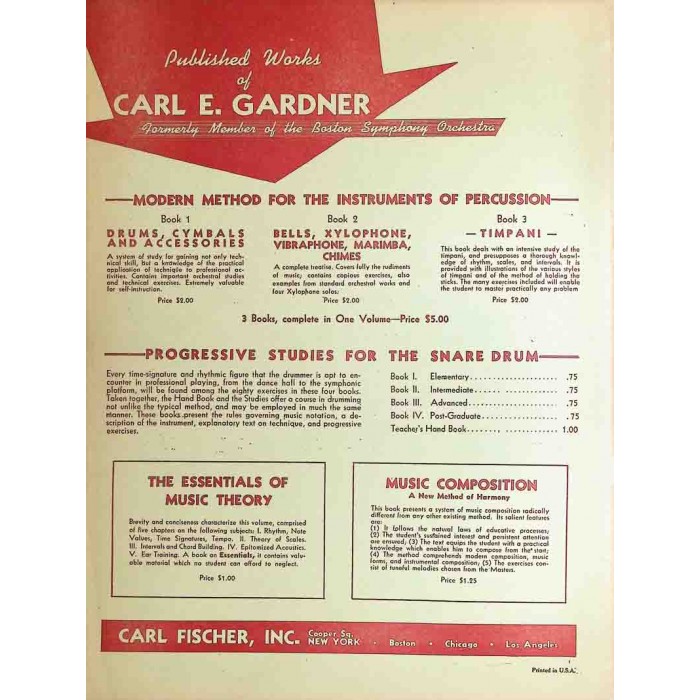 Published Works
of
CARL E. GARDNER
Formerly Member of the Boston Symphony Orchestra
MODERN METHOD FOR THE INSTRUMENTS OF PERCUSSION
Book 1
DRUMS, CYMBALS
AND ACCESSORIES
A system of study for gaining not only tech-
nical skill, but a knowledge of the practical
application of technique to professional ac-
tivities. Contains important orchestral studies
and technical exercises. Extremely valuable
for self-instruction.
Price $2.00
Book 2
BELLS, XYLOPHONE,
VIBRAPHONE, MARIMBA,
CHIMES
A complete treatise. Covers fully the rudiments
of music; contains copious exercises, also
examples from standard orchestral works and
four Xylophone solos.
Price $2.00
Book 3
— TIMPANI —
This book deals with an intensive study of the
timpani, and presupposes a thorough knowl-
edge of rhythm, scales, and intervals. It is
provided with illustrations of the various styles
of timpani and of the method of holding the
sticks. The many exercises included will enable
the student to master practically any problem
Price $2.00
3 Books, complete in One Volume—Price $5.00
PROGRESSIVE STUDIES FOR THE SNARE DRUM
Every time-signature and rhythmic figure that the drummer is apt to en-
counter in professional playing, from the dance hall to the symphonic
platform, will be found among the eighty exercises in these four books.
Taken together, the Hand Book and the Studies offer a course in drumming
not unlike the typical method, and may be employed in much the same
manner. These books present the rules governing music notation, a de-
scription of the instrument, explanatory text on technique, and progressive
exercises.
Book I. Elementary .75
Book II. Intermediate .75
Book III. Advanced .75
Book IV. Post-Graduate .75
Teacher's Hand Book 1.00
THE ESSENTIALS OF
MUSIC THEORY
Brevity and conciseness characterize this volume, comprised
of five chapters on the following subjects: I. Rhythm, Note
Values, Time Signatures, Tempo. II. Theory of Scales.
III. Intervals and Chord Building. IV. Epitomized Acoustics.
V. Ear Training. A book on Essentials, it contains valu-
able material which no student can afford to neglect.
Price $1.00
MUSIC COMPOSITION
A New Method of Harmony
This book presents a system of music composition radically
different from any other existing method. Its salient features
are:
(1) It follows the natural laws of educative processes;
(2) The student's sustained interest and persistent attention
are ensured; (3) The text equips the student with a practical
knowledge which enables him to compose from the start;
(4) The method comprehends modern composition, music
forms, and instrumental composition; (5) The exercises con-
sist of tuneful melodies chosen from the Masters.
Price $1.25
CARL FISCHER, INC. Cooper Sq. NEW YORK · Boston · Chicago · Los Angeles
Printed in U.S.A.